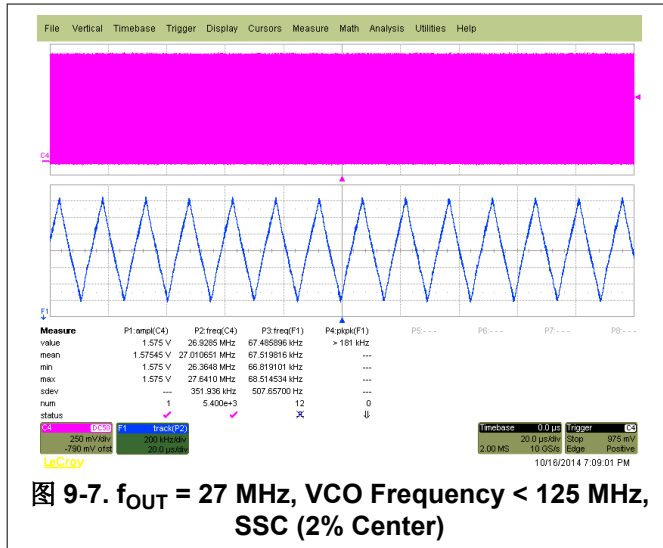 File Vertical Timebase Trigger Display Cursors Measure Math Analysis Utilities Help
C4
F1
Measure P1:ampl(C4) P2:freq(C4) P3:freq(F1) P4:pkpk(F1) P5:--- P6:--- P7:--- P8:---
value 1.575 V 26.9285 MHz 67.485896 kHz > 181 kHz
mean 1.57545 V 27.010651 MHz 67.519816 kHz ---
min 1.575 V 26.3648 MHz 66.819101 kHz ---
max 1.575 V 27.6410 MHz 68.514534 kHz ---
sdev --- 351.936 kHz 507.65700 Hz ---
num 1 5.400e+3 12 0
status
C4 DC50 F1 track(P2) Timebase 0.0 µs Trigger C4
250 mV/div 200 kHz/div 20.0 µs/div Stop 975 mV
-790 mV ofst 20.0 µs/div 2.00 MS 10 GS/s Edge Positive
LeCroy 10/16/2014 7:09:01 PM
图 9-7. fOUT = 27 MHz, VCO Frequency < 125 MHz,
SSC (2% Center)